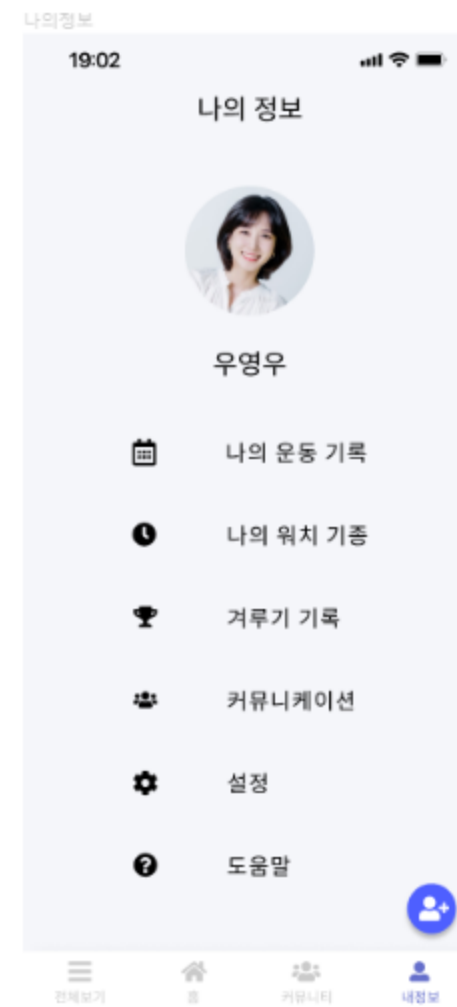 나의정보
19:02
나의 정보
우영우
나의 운동 기록
나의 워치 기종
겨루기 기록
커뮤니케이션
설정
도움말
전체보기 홈 커뮤니티 내정보